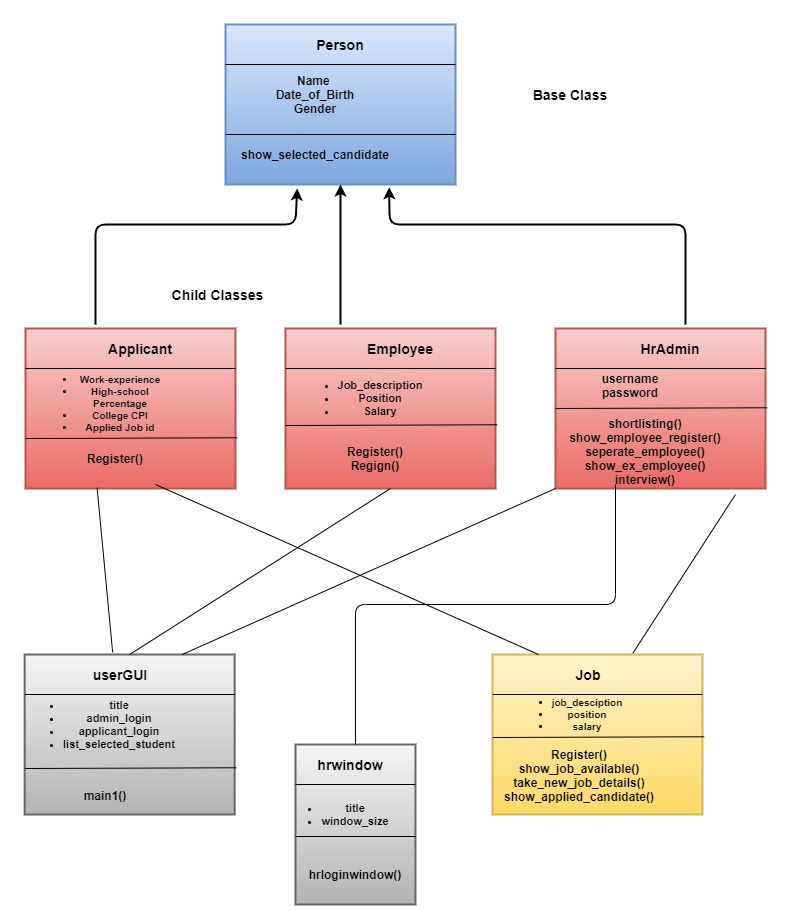 Person
Name
Date_of_Birth
Gender
show_selected_candidate
Base Class
Child Classes
Applicant
• Work-experience
• High-school
Percentage
• College CPI
• Applied Job id
Register()
Employee
• Job_description
• Position
• Salary
Register()
Regign()
HrAdmin
username
password
shortlisting()
show_employee_register()
seperate_employee()
show_ex_employee()
interview()
userGUI
• title
• admin_login
• applicant_login
• list_selected_student
main1()
hrwindow
• title
• window_size
hrloginwindow()
Job
• job_desciption
• position
• salary
Register()
show_job_available()
take_new_job_details()
show_applied_candidate()